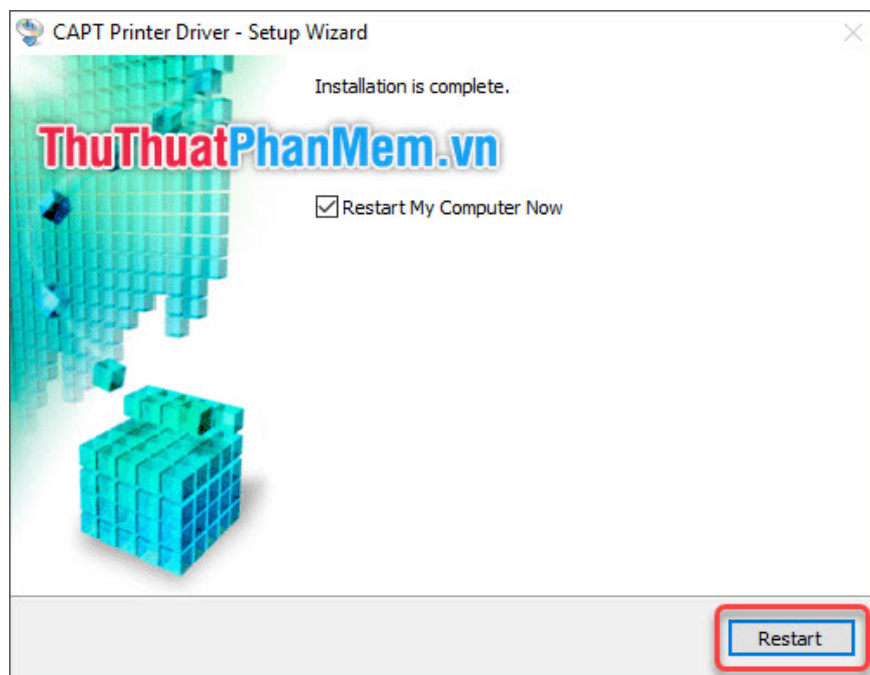 CAPT Printer Driver - Setup Wizard
Installation is complete.
ThuThuatPhanMem.vn
Restart My Computer Now
Restart